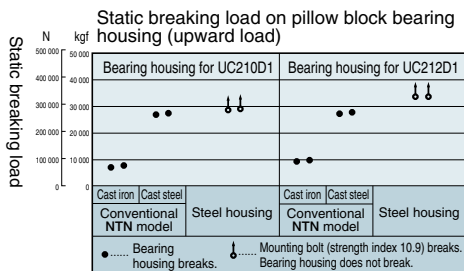 Static breaking load on pillow block bearing
housing (upward load)
Static breaking load
N kgf
500 000 50 000
400 000 40 000
300 000 30 000
200 000 20 000
100 000 10 000
0 0
Bearing housing for UC210D1 Bearing housing for UC212D1
Cast iron Cast steel Steel housing Cast iron Cast steel Steel housing
Conventional Conventional
NTN model NTN model
● ...... Bearing
housing breaks.
...... Mounting bolt (strength index 10.9) breaks.
Bearing housing does not break.